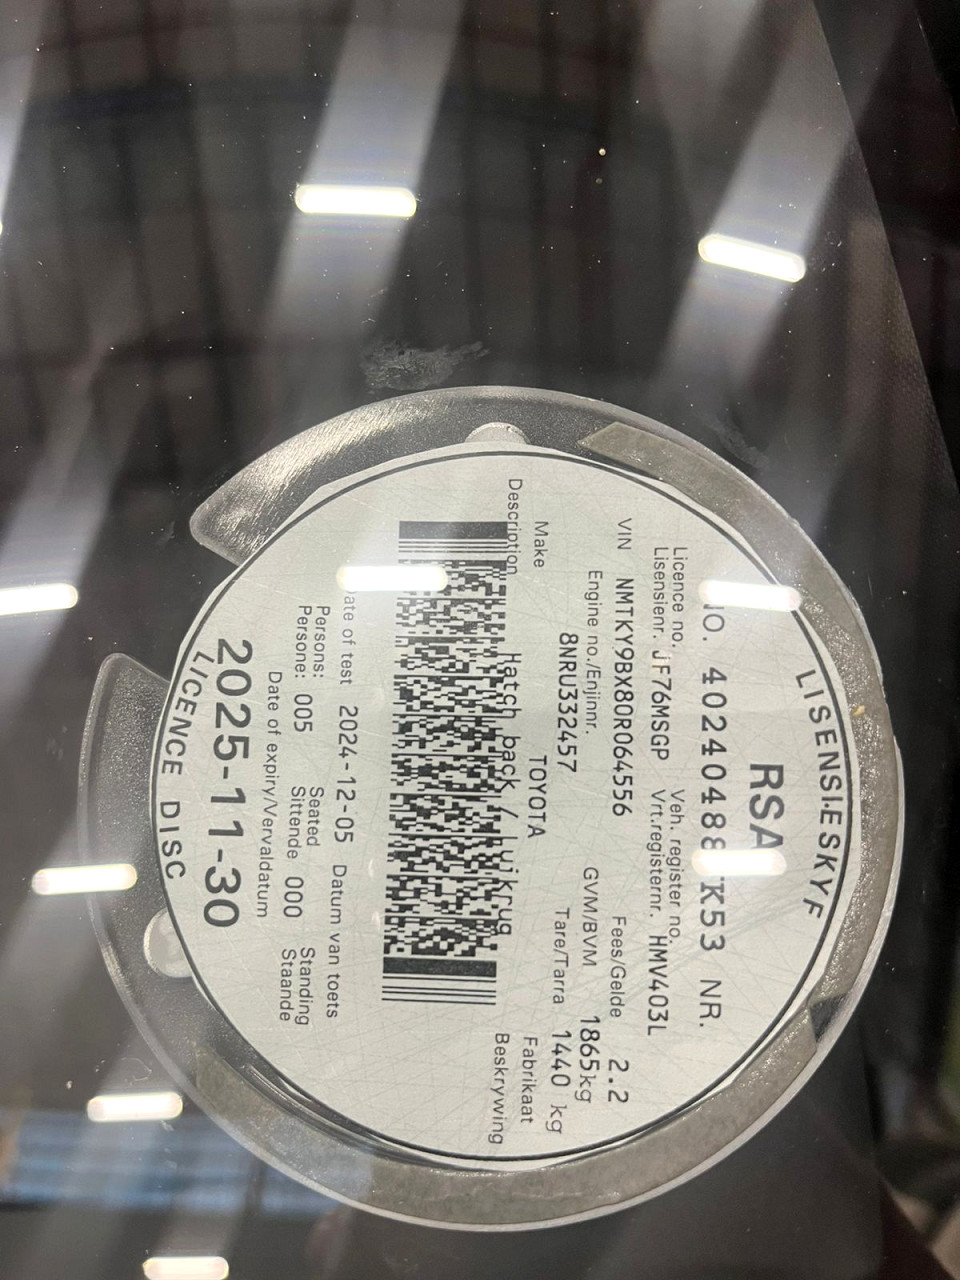 LISENSIESKYF
RSA
NO. 40240488 K53 NR.
Licence no. Veh. register no.
Lisensienr. JF76MSGP Vrt.registernr. HMV403L
VIN NMTKY9BX80R064556 Fees/Gelde 2.2
Engine no./Enjinnr. GVM/BVM 1865kg
8NRU332457 Tare/Tarra 1440 kg
Make TOYOTA Fabrikaat
Description Hatch back / Luikrug Beskrywing
Date of test 2024-12-05 Datum van toets
Persons: Seated Standing
Persone: 005 Sittende 000 Staande
Date of expiry/Vervaldatum
2025-11-30
LICENCE DISC